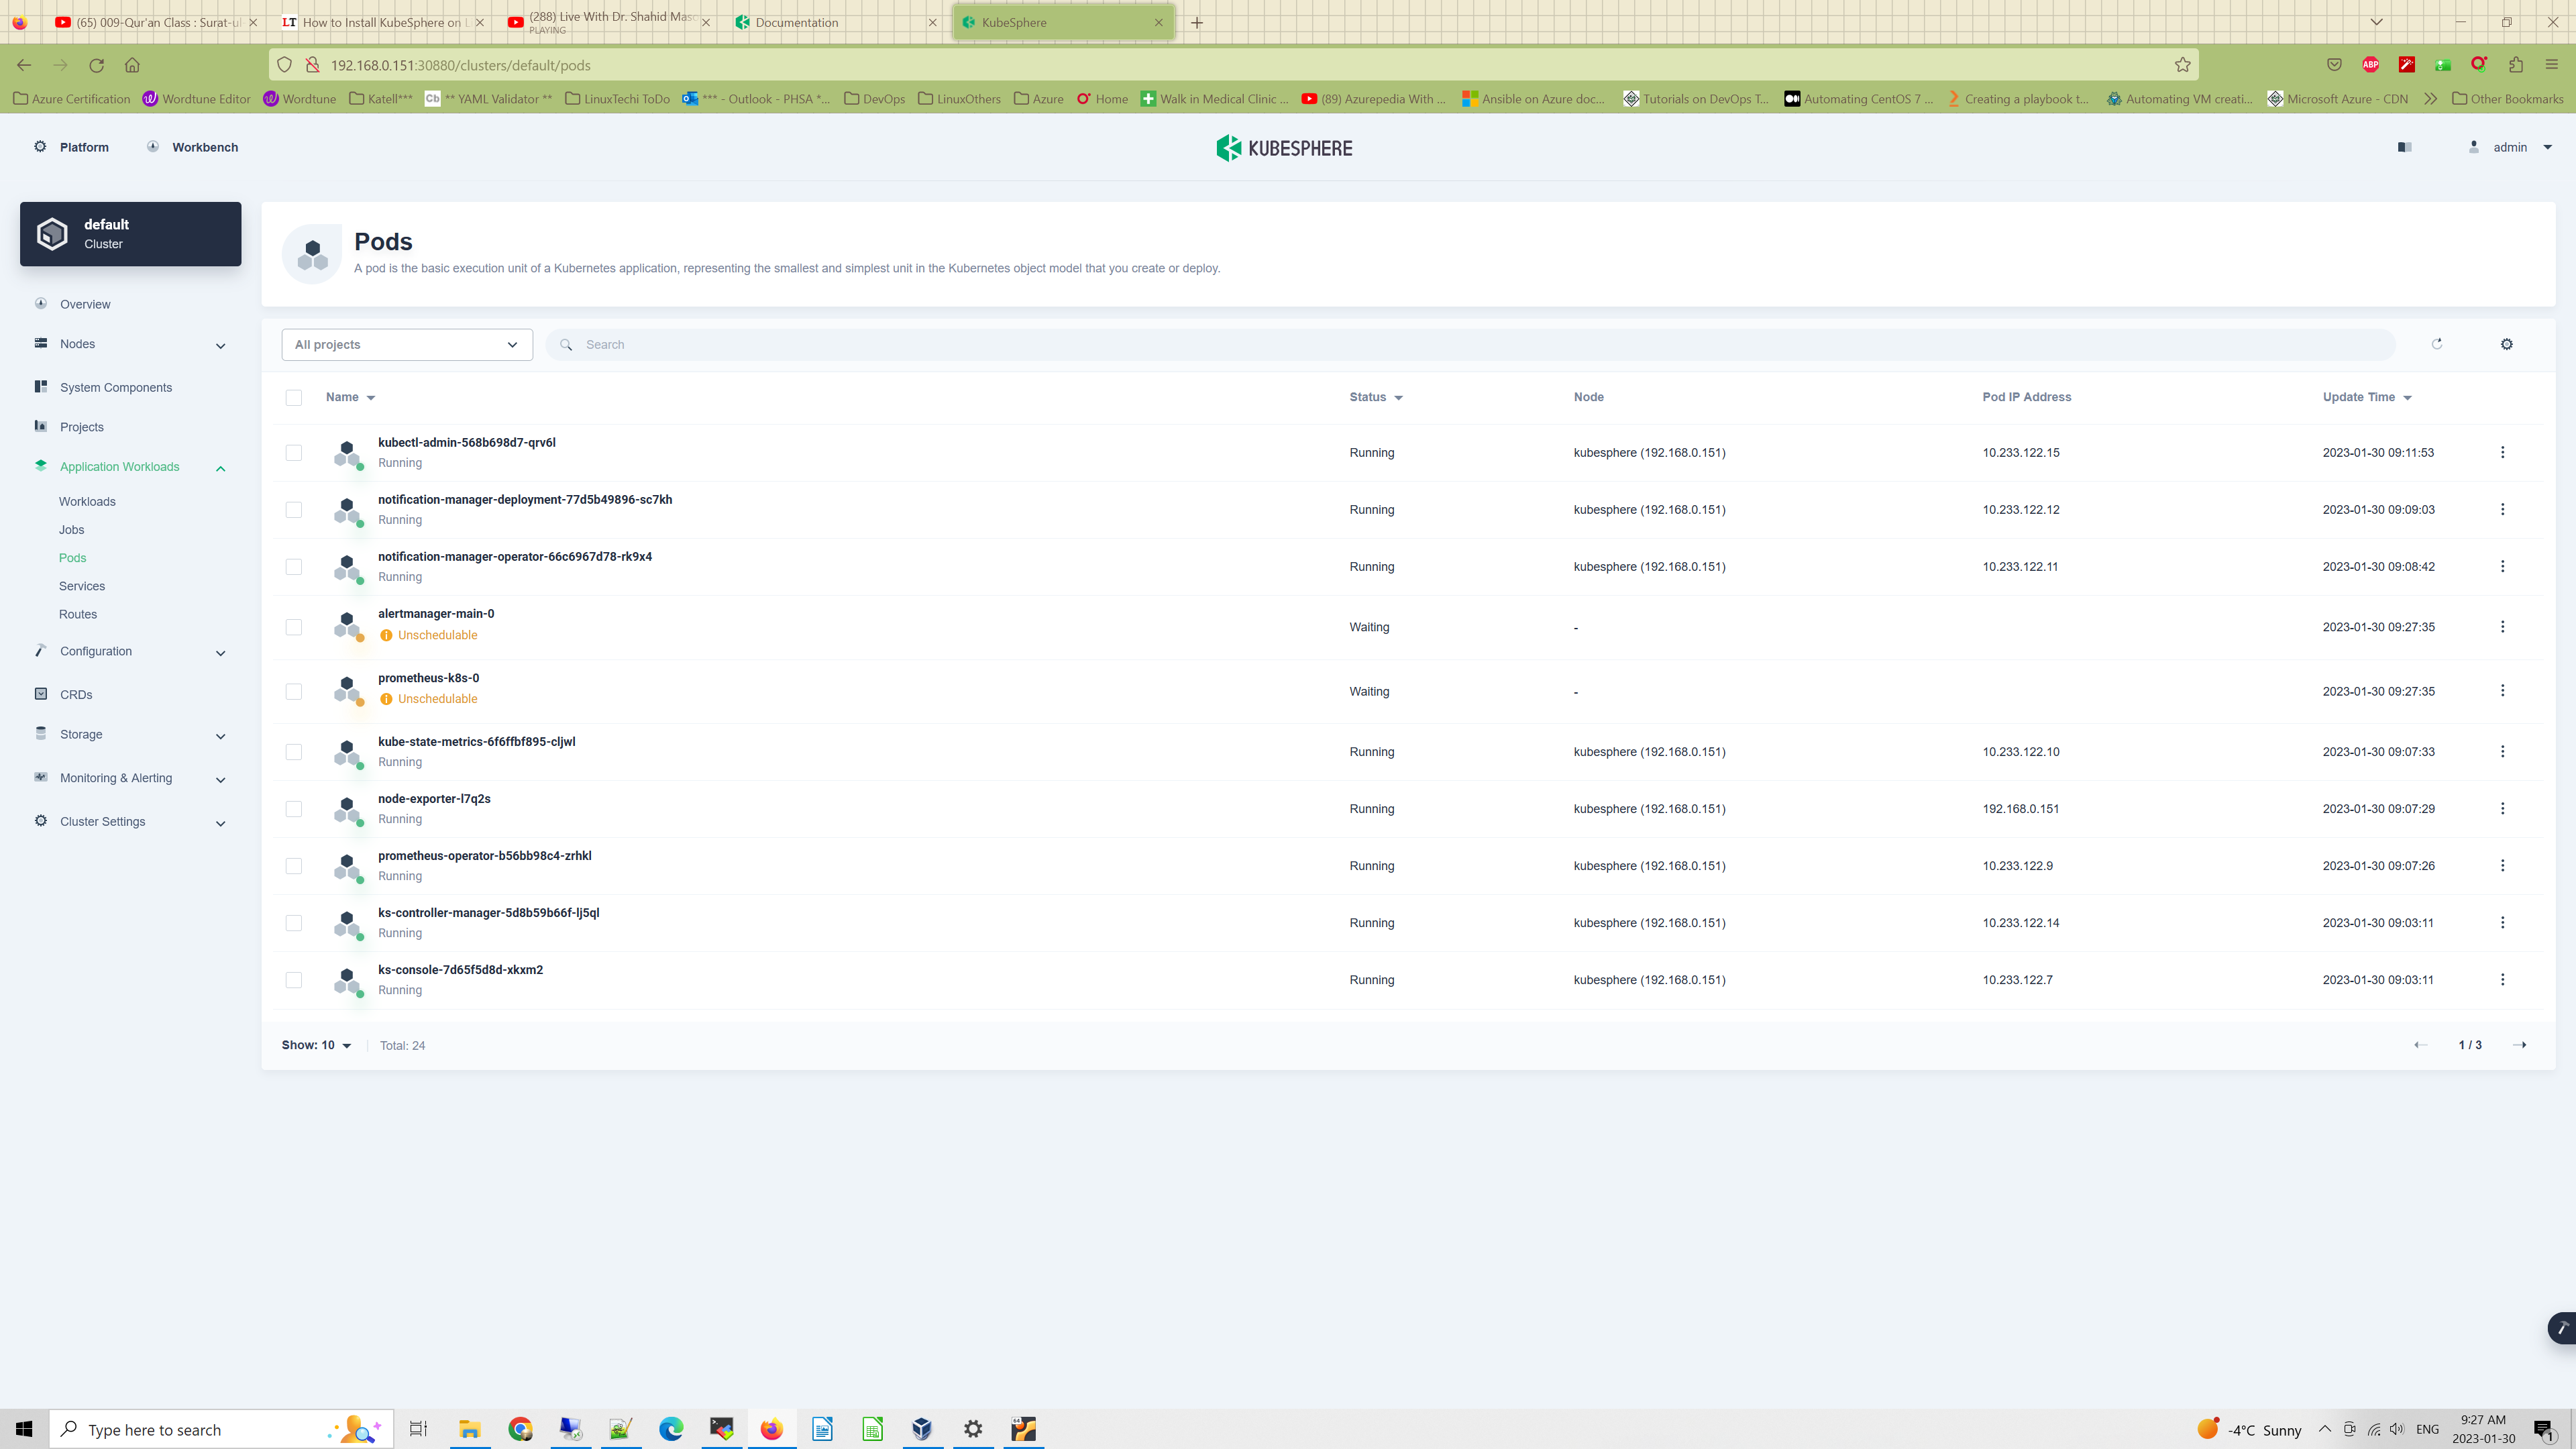 (65) 009-Qur'an Class : Surat-ul-
How to Install KubeSphere on L
(288) Live With Dr. Shahid Maso
PLAYING
Documentation
KubeSphere
192.168.0.151:30880/clusters/default/pods
Azure Certification
Wordtune Editor
Wordtune
Katell***
Cb ** YAML Validator **
LinuxTechi ToDo
*** - Outlook - PHSA *...
DevOps
LinuxOthers
Azure
Home
Walk in Medical Clinic ...
(89) Azurepedia With ...
Ansible on Azure doc...
Tutorials on DevOps T...
Automating CentOS 7 ...
Creating a playbook t...
Automating VM creati...
Microsoft Azure - CDN
Other Bookmarks
Platform
Workbench
KUBESPHERE
admin
default
Cluster
Overview
Nodes
System Components
Projects
Application Workloads
Workloads
Jobs
Pods
Services
Routes
Configuration
CRDs
Storage
Monitoring & Alerting
Cluster Settings
Pods
A pod is the basic execution unit of a Kubernetes application, representing the smallest and simplest unit in the Kubernetes object model that you create or deploy.
All projects
Search
Name Status Node Pod IP Address Update Time
kubectl-admin-568b698d7-qrv6l
Running Running kubesphere (192.168.0.151) 10.233.122.15 2023-01-30 09:11:53
notification-manager-deployment-77d5b49896-sc7kh
Running Running kubesphere (192.168.0.151) 10.233.122.12 2023-01-30 09:09:03
notification-manager-operator-66c6967d78-rk9x4
Running Running kubesphere (192.168.0.151) 10.233.122.11 2023-01-30 09:08:42
alertmanager-main-0
Unschedulable Waiting - 2023-01-30 09:27:35
prometheus-k8s-0
Unschedulable Waiting - 2023-01-30 09:27:35
kube-state-metrics-6f6ffbf895-cljwl
Running Running kubesphere (192.168.0.151) 10.233.122.10 2023-01-30 09:07:33
node-exporter-l7q2s
Running Running kubesphere (192.168.0.151) 192.168.0.151 2023-01-30 09:07:29
prometheus-operator-b56bb98c4-zrhkl
Running Running kubesphere (192.168.0.151) 10.233.122.9 2023-01-30 09:07:26
ks-controller-manager-5d8b59b66f-lj5ql
Running Running kubesphere (192.168.0.151) 10.233.122.14 2023-01-30 09:03:11
ks-console-7d65f5d8d-xkxm2
Running Running kubesphere (192.168.0.151) 10.233.122.7 2023-01-30 09:03:11
Show: 10
Total: 24
1 / 3
Type here to search
-4°C Sunny
ENG
9:27 AM
2023-01-30
1